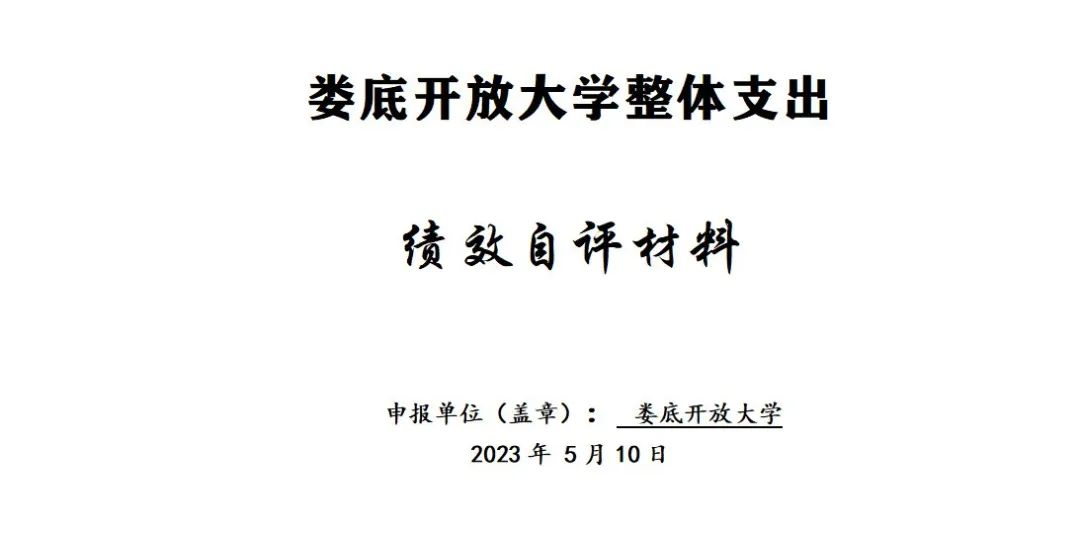 娄底开放大学整体支出
绩效自评材料
申报单位（盖章）： 娄底开放大学
2023 年 5 月 10 日